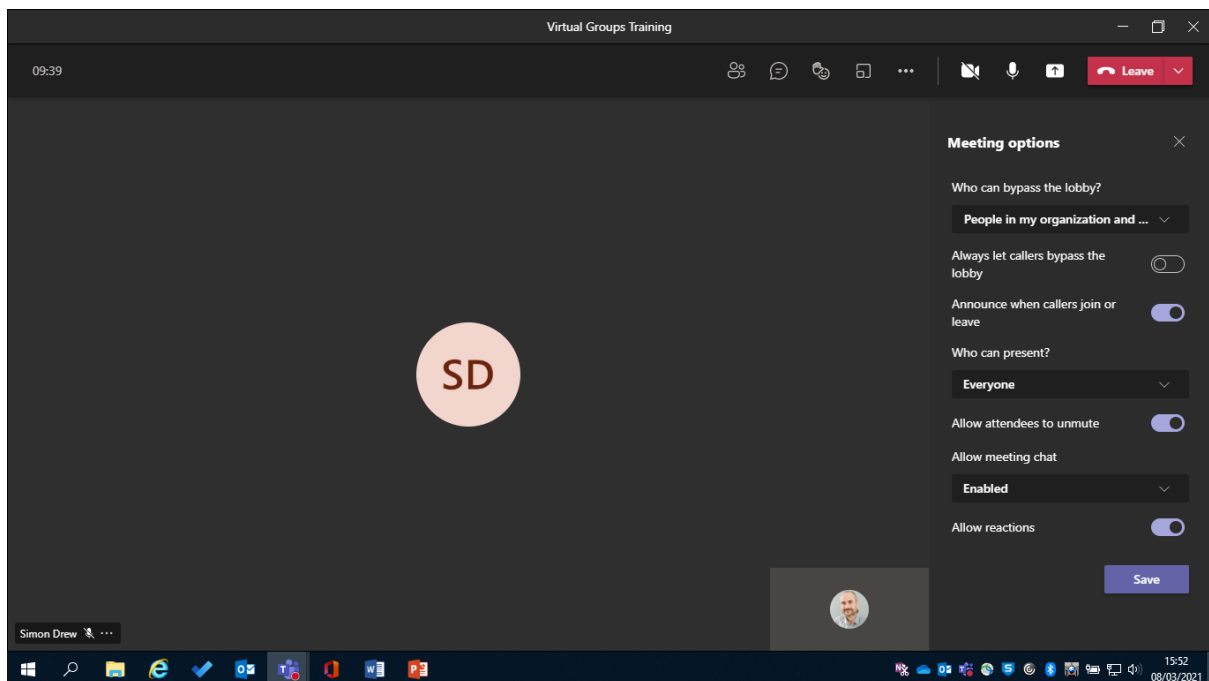 Virtual Groups Training
09:39
Leave
Meeting options
Who can bypass the lobby?
People in my organization and ...
Always let callers bypass the
lobby
Announce when callers join or
leave
Who can present?
Everyone
SD
Allow attendees to unmute
Allow meeting chat
Enabled
Allow reactions
Save
Simon Drew
15:52
08/03/2021